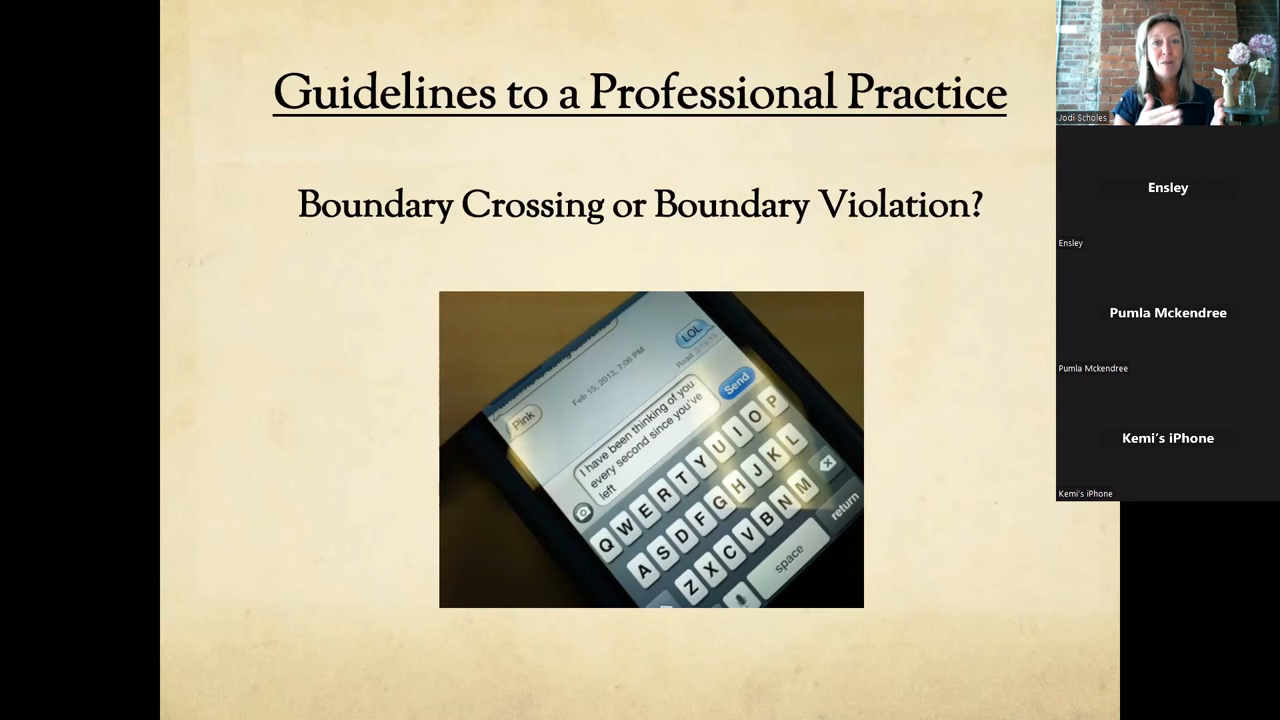 Guidelines to a Professional Practice
Boundary Crossing or Boundary Violation?
LOL
Feb 15, 2013, 7:06 PM
Pink
I have been thinking of you
every second since you've
left
Send
Q W E R T Y U I O P
A S D F G H J K L
Z X C V B N M
space
return
Jodi Scholes
Ensley
Ensley
Pumla Mckendree
Pumla Mckendree
Kemi's iPhone
Kemi's iPhone